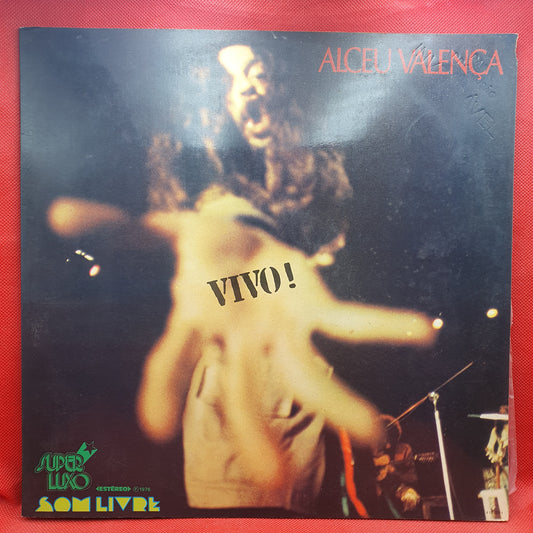 ALCEU VALENÇA
VIVO!
SUPER
LUXO
<ESTÉREO> ℗ 1976
SOM LIVRE